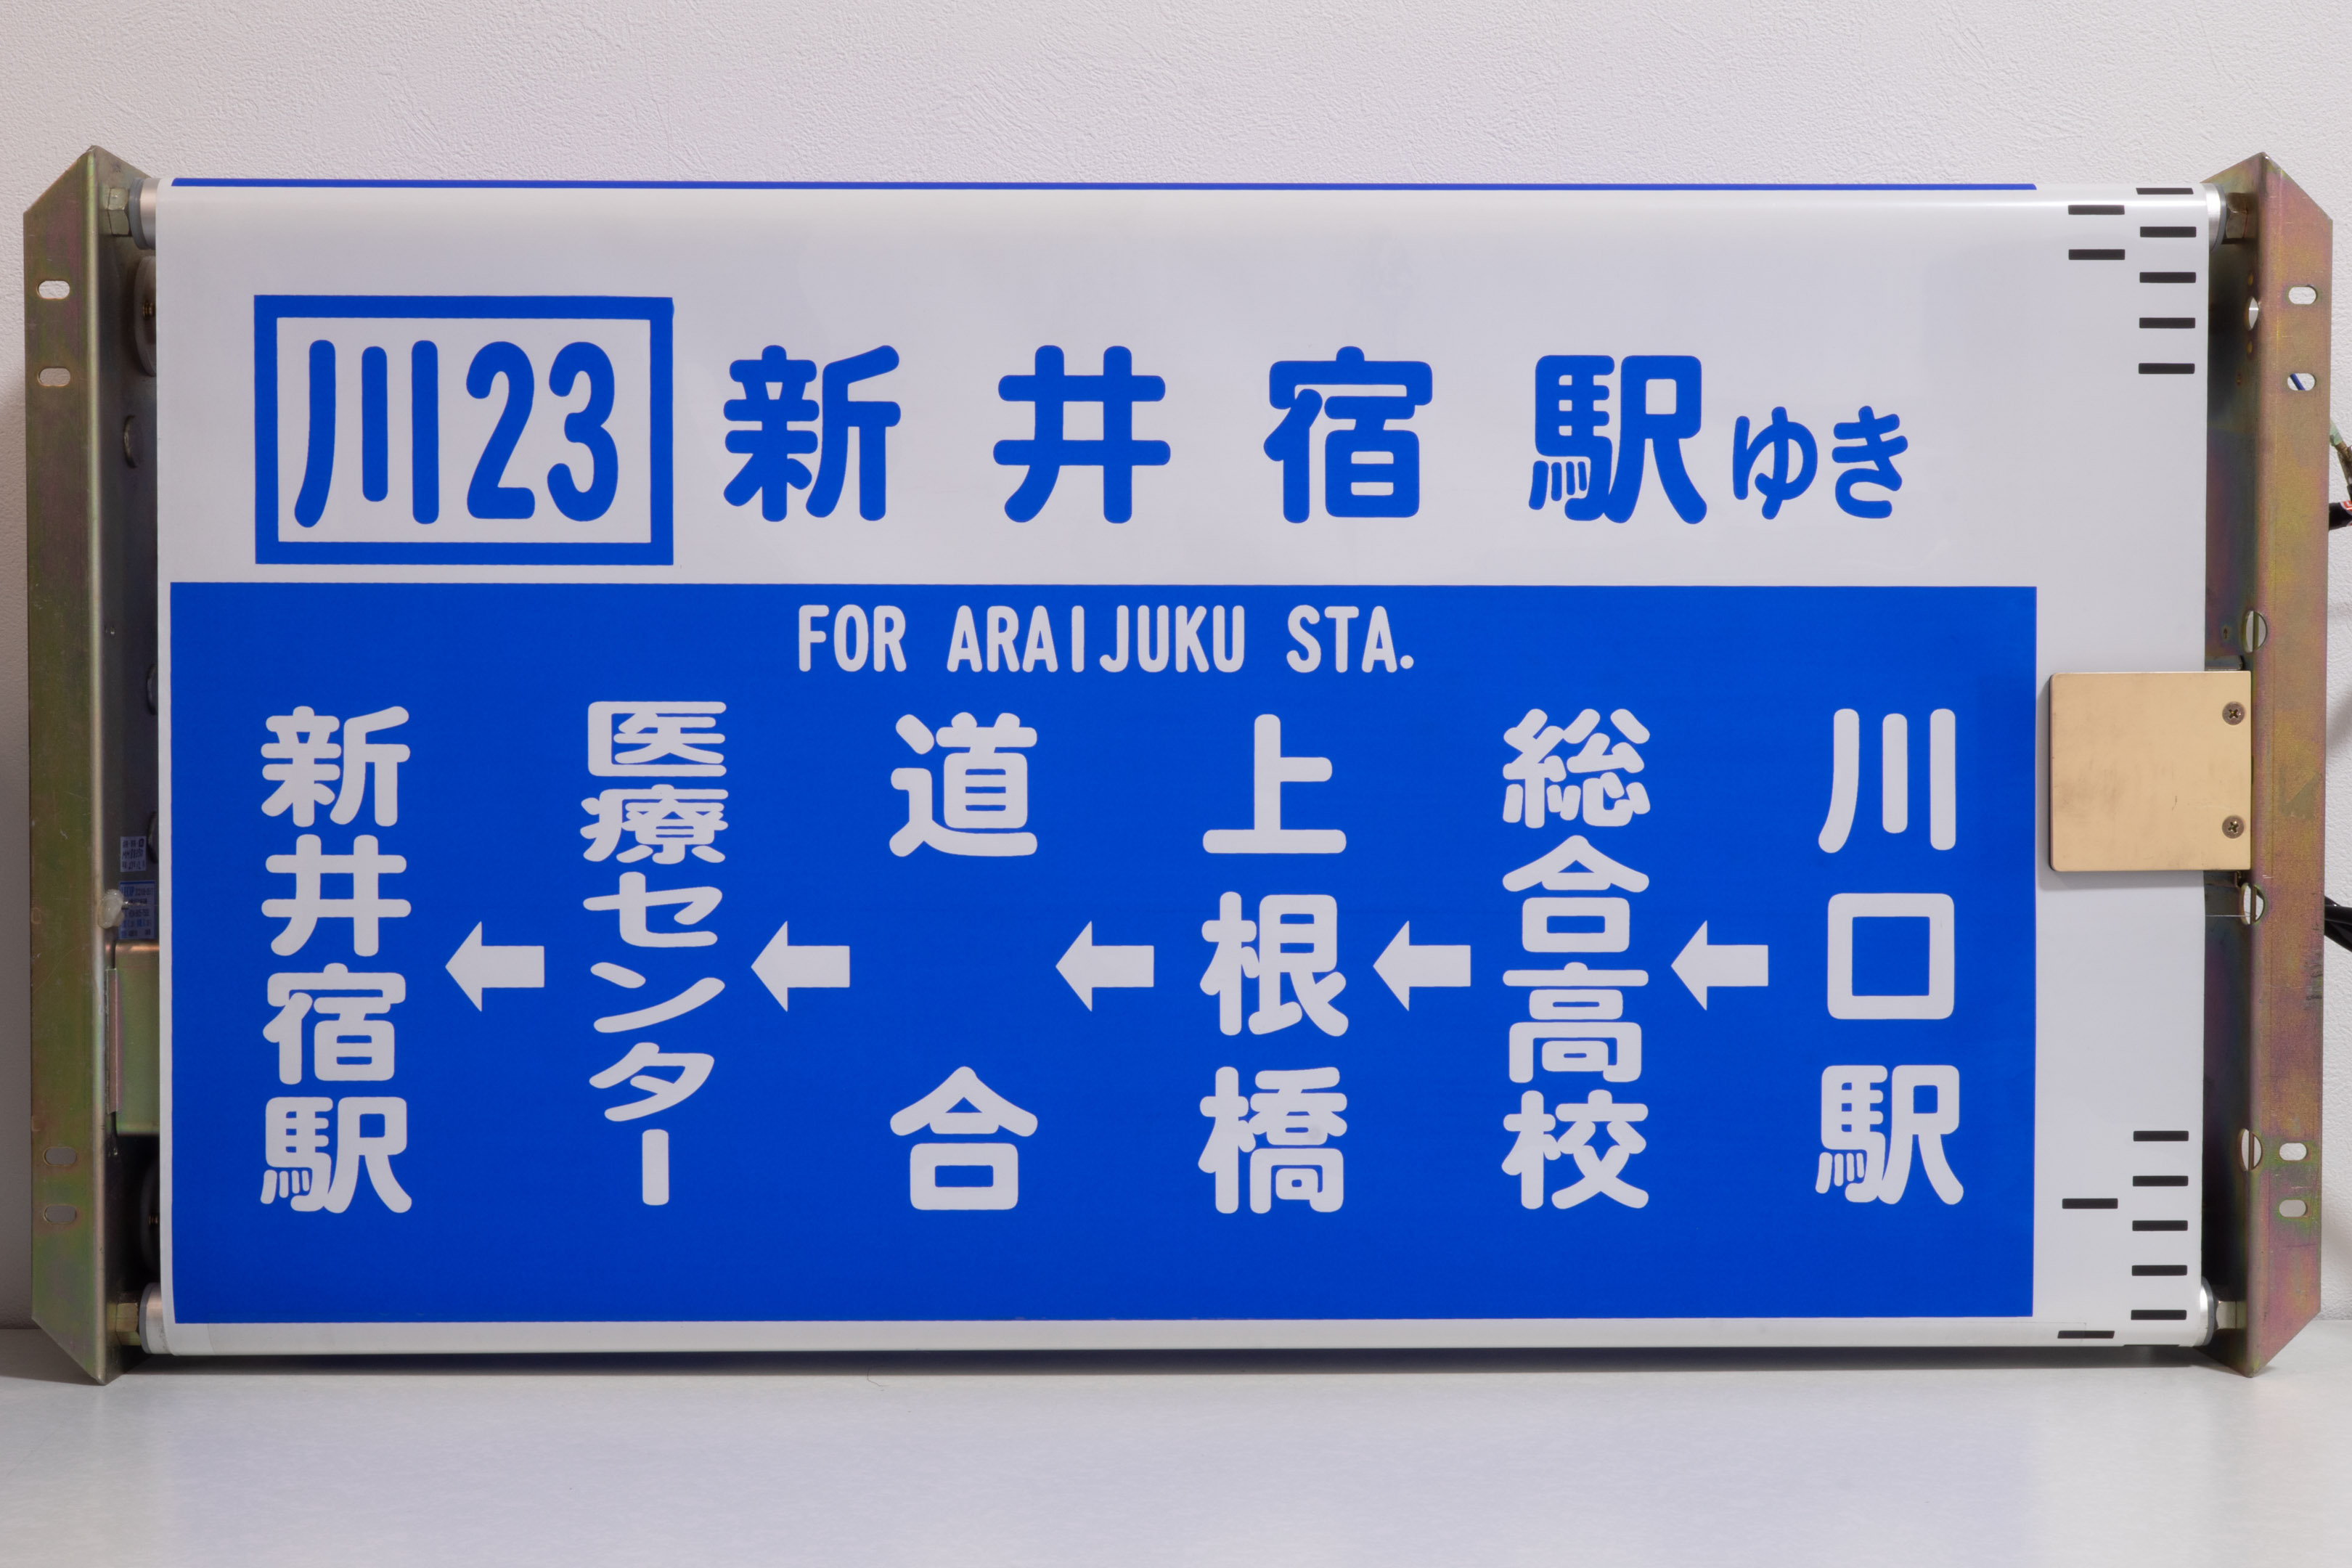 川23 新井宿駅ゆき
FOR ARAIJUKU STA.
川口駅
←
総合高校
←
上根橋
←
道合
←
医療センター
←
新井宿駅